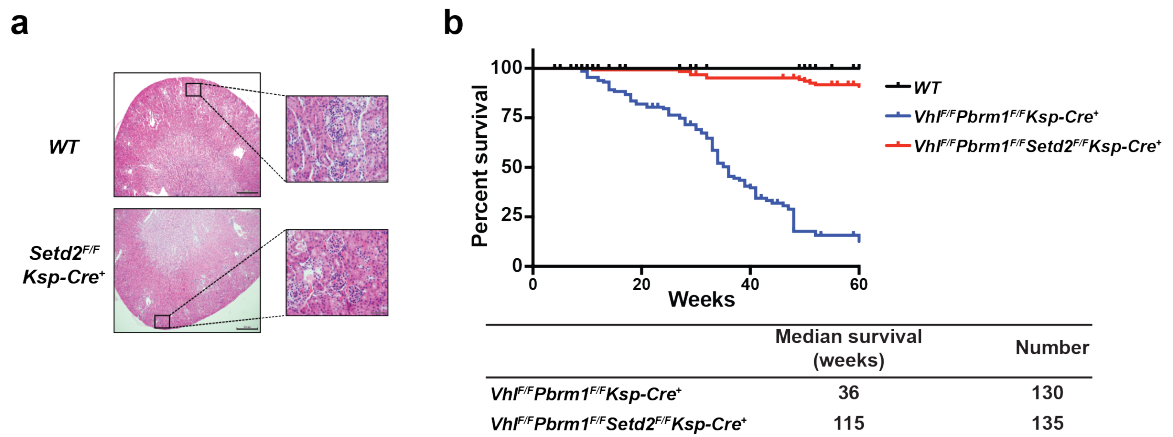 a
WT
Setd2F/F
Ksp-Cre+
b
Percent survival
100
75
50
25
0
0 20 40 60
Weeks
WT
VhlF/FPbrm1F/FKsp-Cre+
VhlF/FPbrm1F/FSetd2F/FKsp-Cre+
Median survival
(weeks)
Number
VhlF/FPbrm1F/FKsp-Cre+ 36 130
VhlF/FPbrm1F/FSetd2F/FKsp-Cre+ 115 135